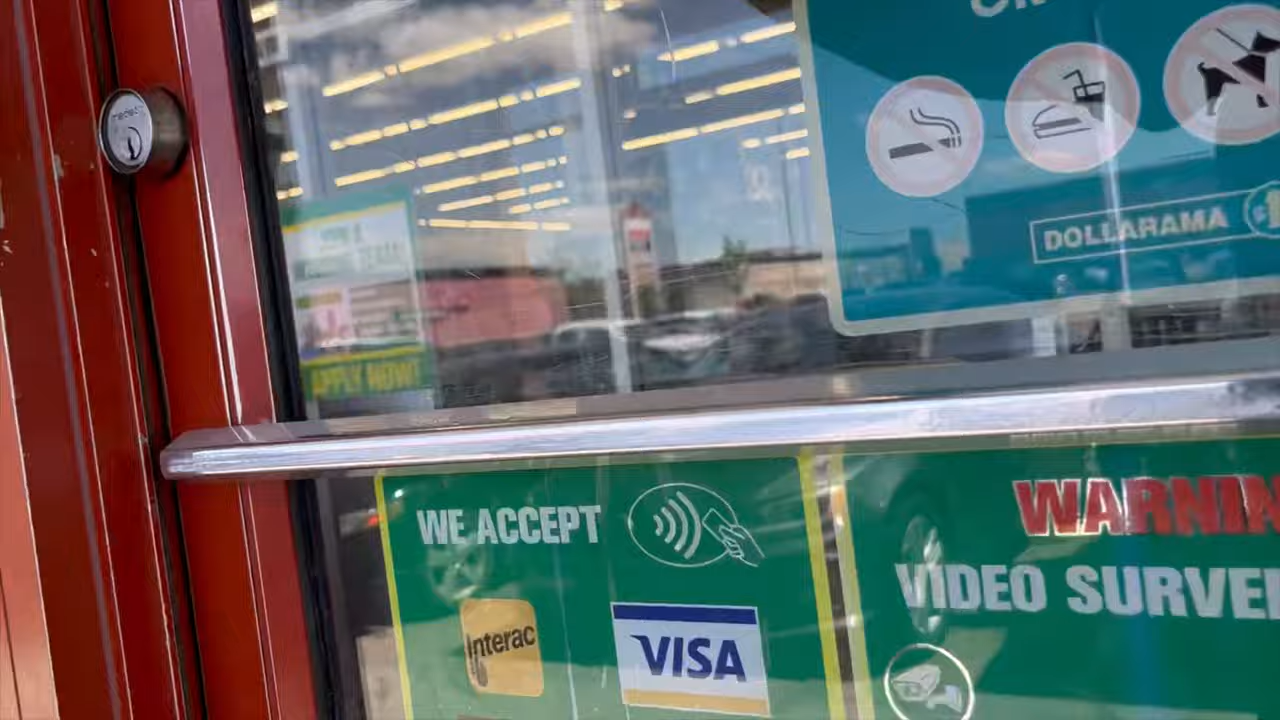 DOLLARAMA
APPLY NOW!
WE ACCEPT
Interac
VISA
WARNIN
VIDEO SURVEI